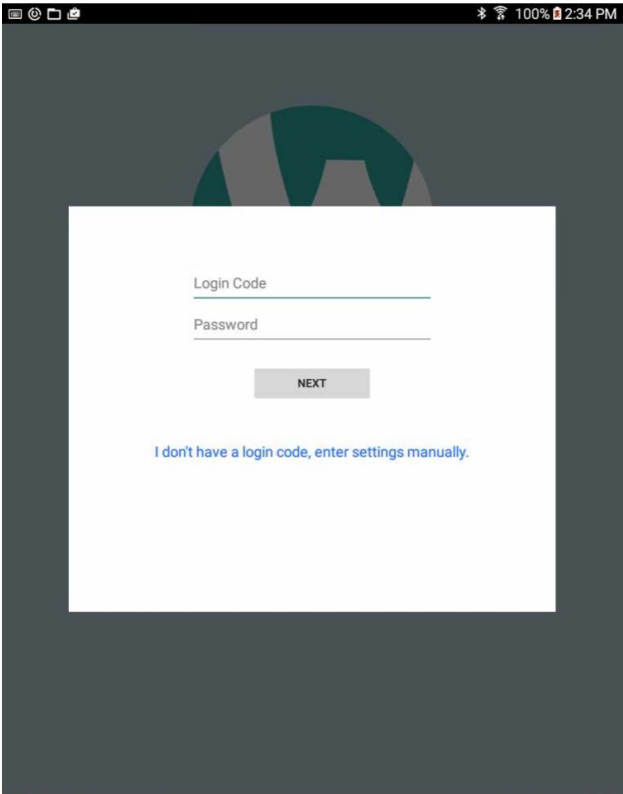 100% 2:34 PM
Login Code
Password
NEXT
I don't have a login code, enter settings manually.